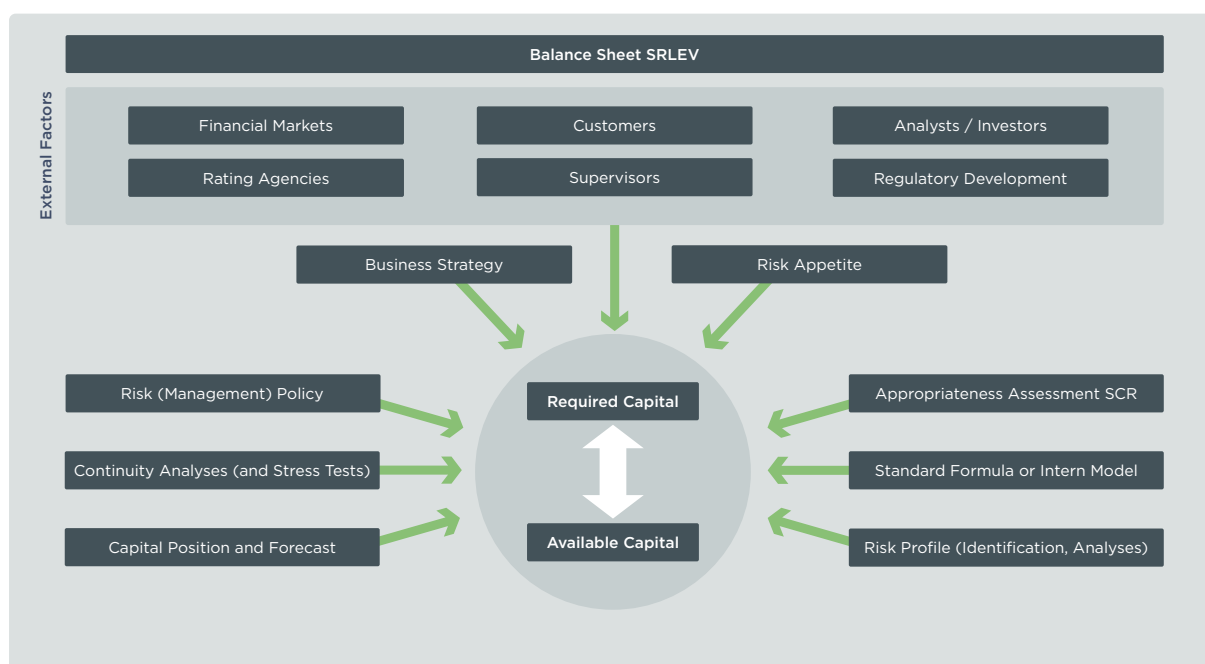 Balance Sheet SRLEV
External Factors
Financial Markets
Customers
Analysts / Investors
Rating Agencies
Supervisors
Regulatory Development
Business Strategy
Risk Appetite
Risk (Management) Policy
Required Capital
Appropriateness Assessment SCR
Continuity Analyses (and Stress Tests)
Standard Formula or Intern Model
Capital Position and Forecast
Available Capital
Risk Profile (Identification, Analyses)